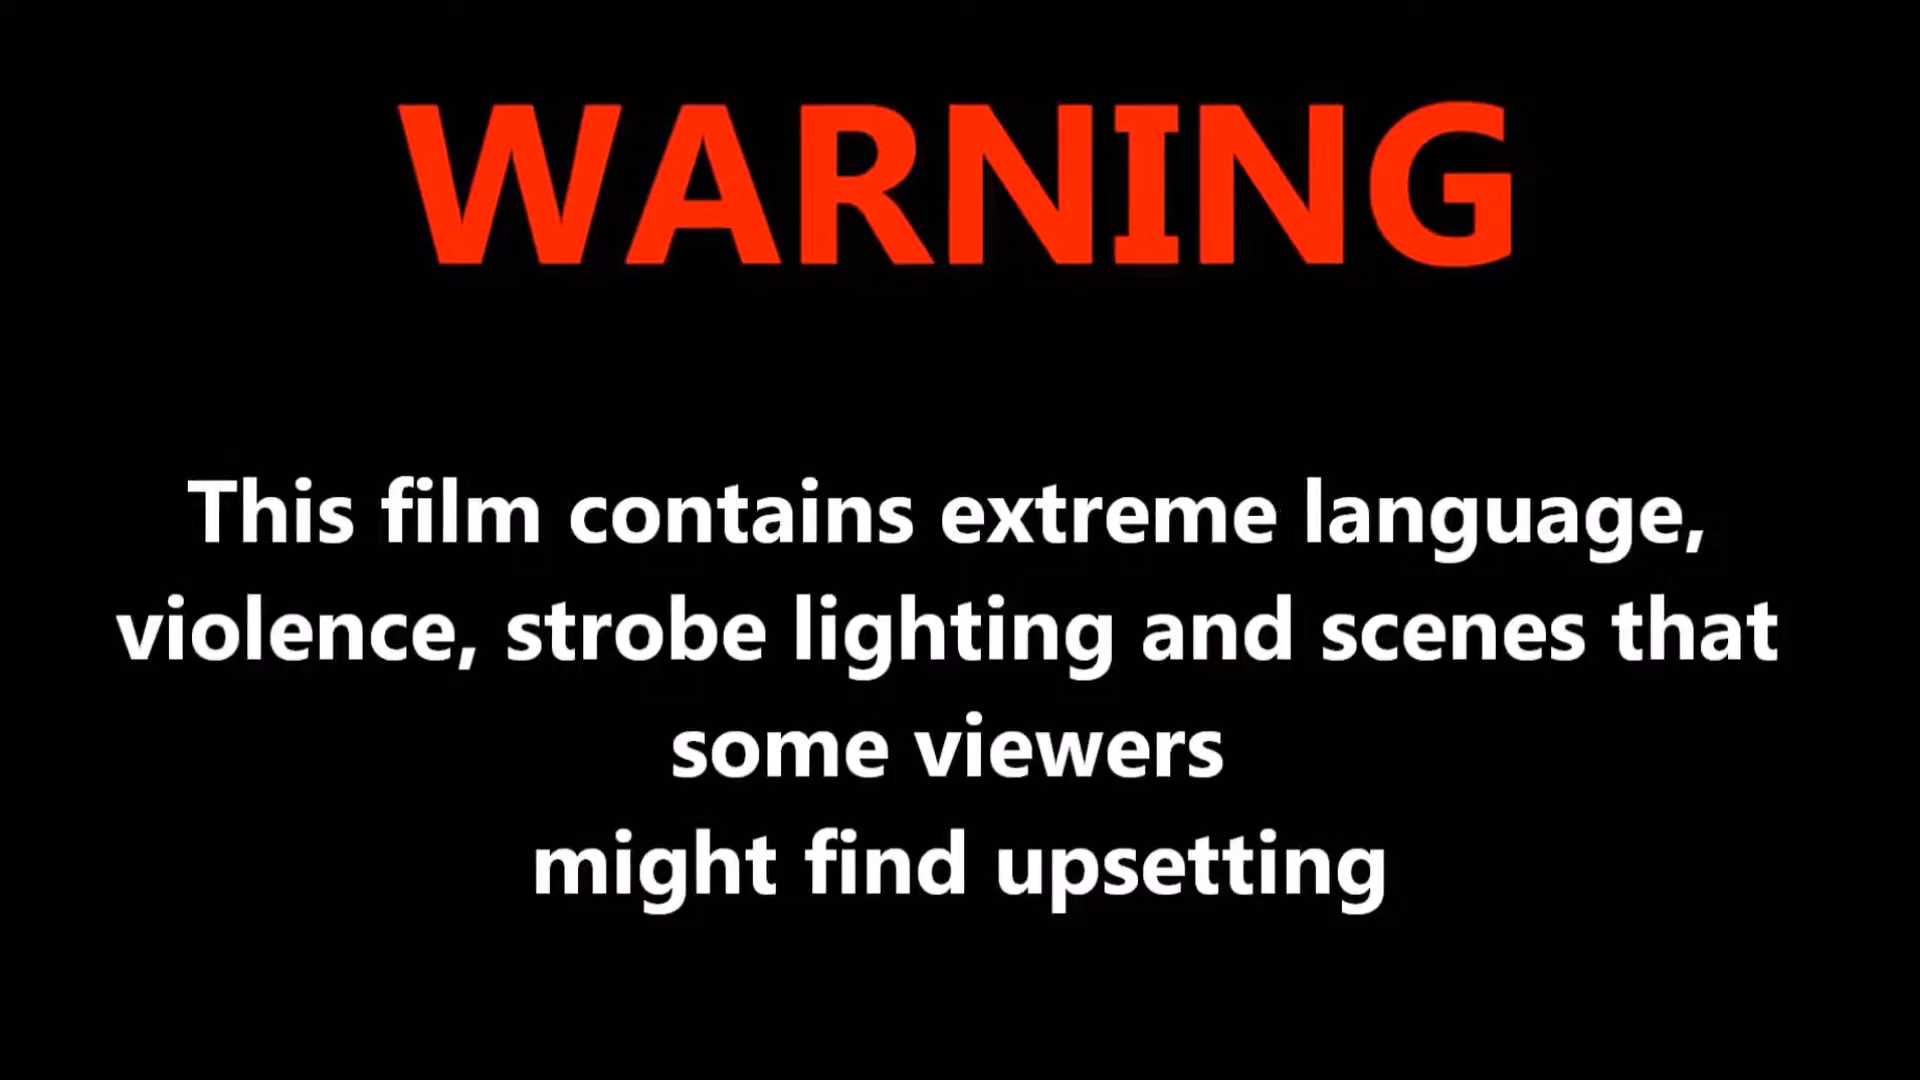 WARNING
This film contains extreme language,
violence, strobe lighting and scenes that
some viewers
might find upsetting